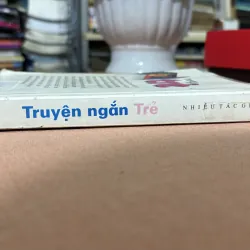 Truyện ngắn Trẻ NHIỀU TÁC GIẢ